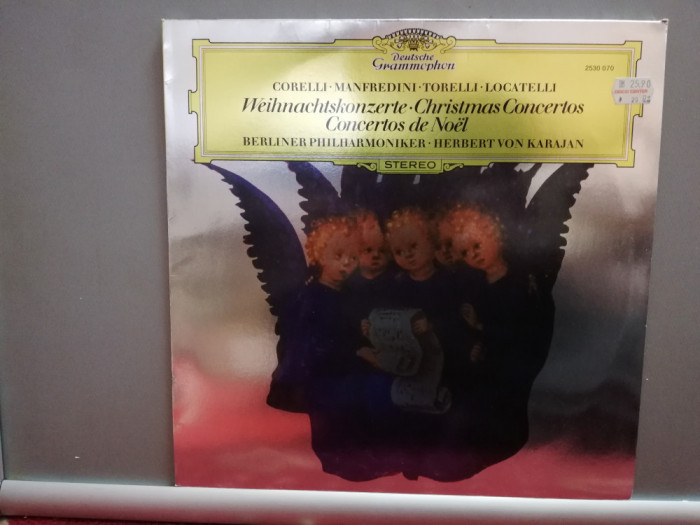 Deutsche
Grammophon
2530 070
CORELLI · MANFREDINI · TORELLI · LOCATELLI
Weihnachtskonzerte · Christmas Concertos
Concertos de Noël
BERLINER PHILHARMONIKER · HERBERT VON KARAJAN
STEREO